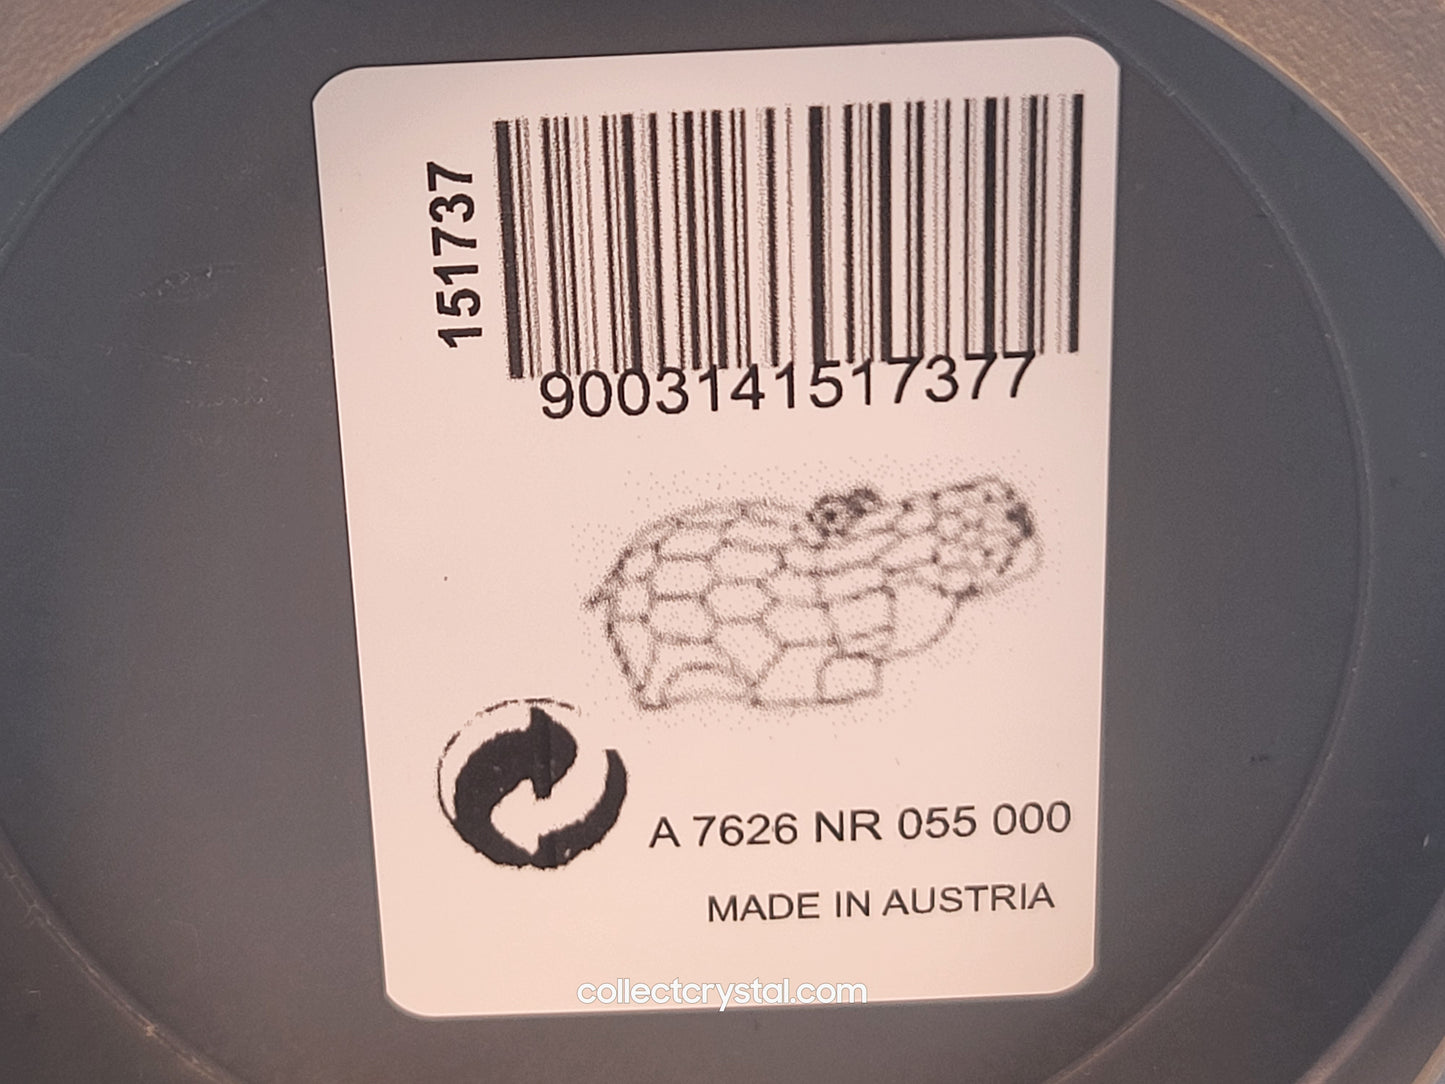 151737
9003141517377
A 7626 NR 055 000
MADE IN AUSTRIA
collectcrystal.com